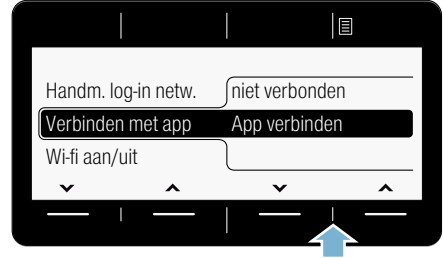 Handm. log-in netw. niet verbonden
Verbinden met app App verbinden
Wi-fi aan/uit